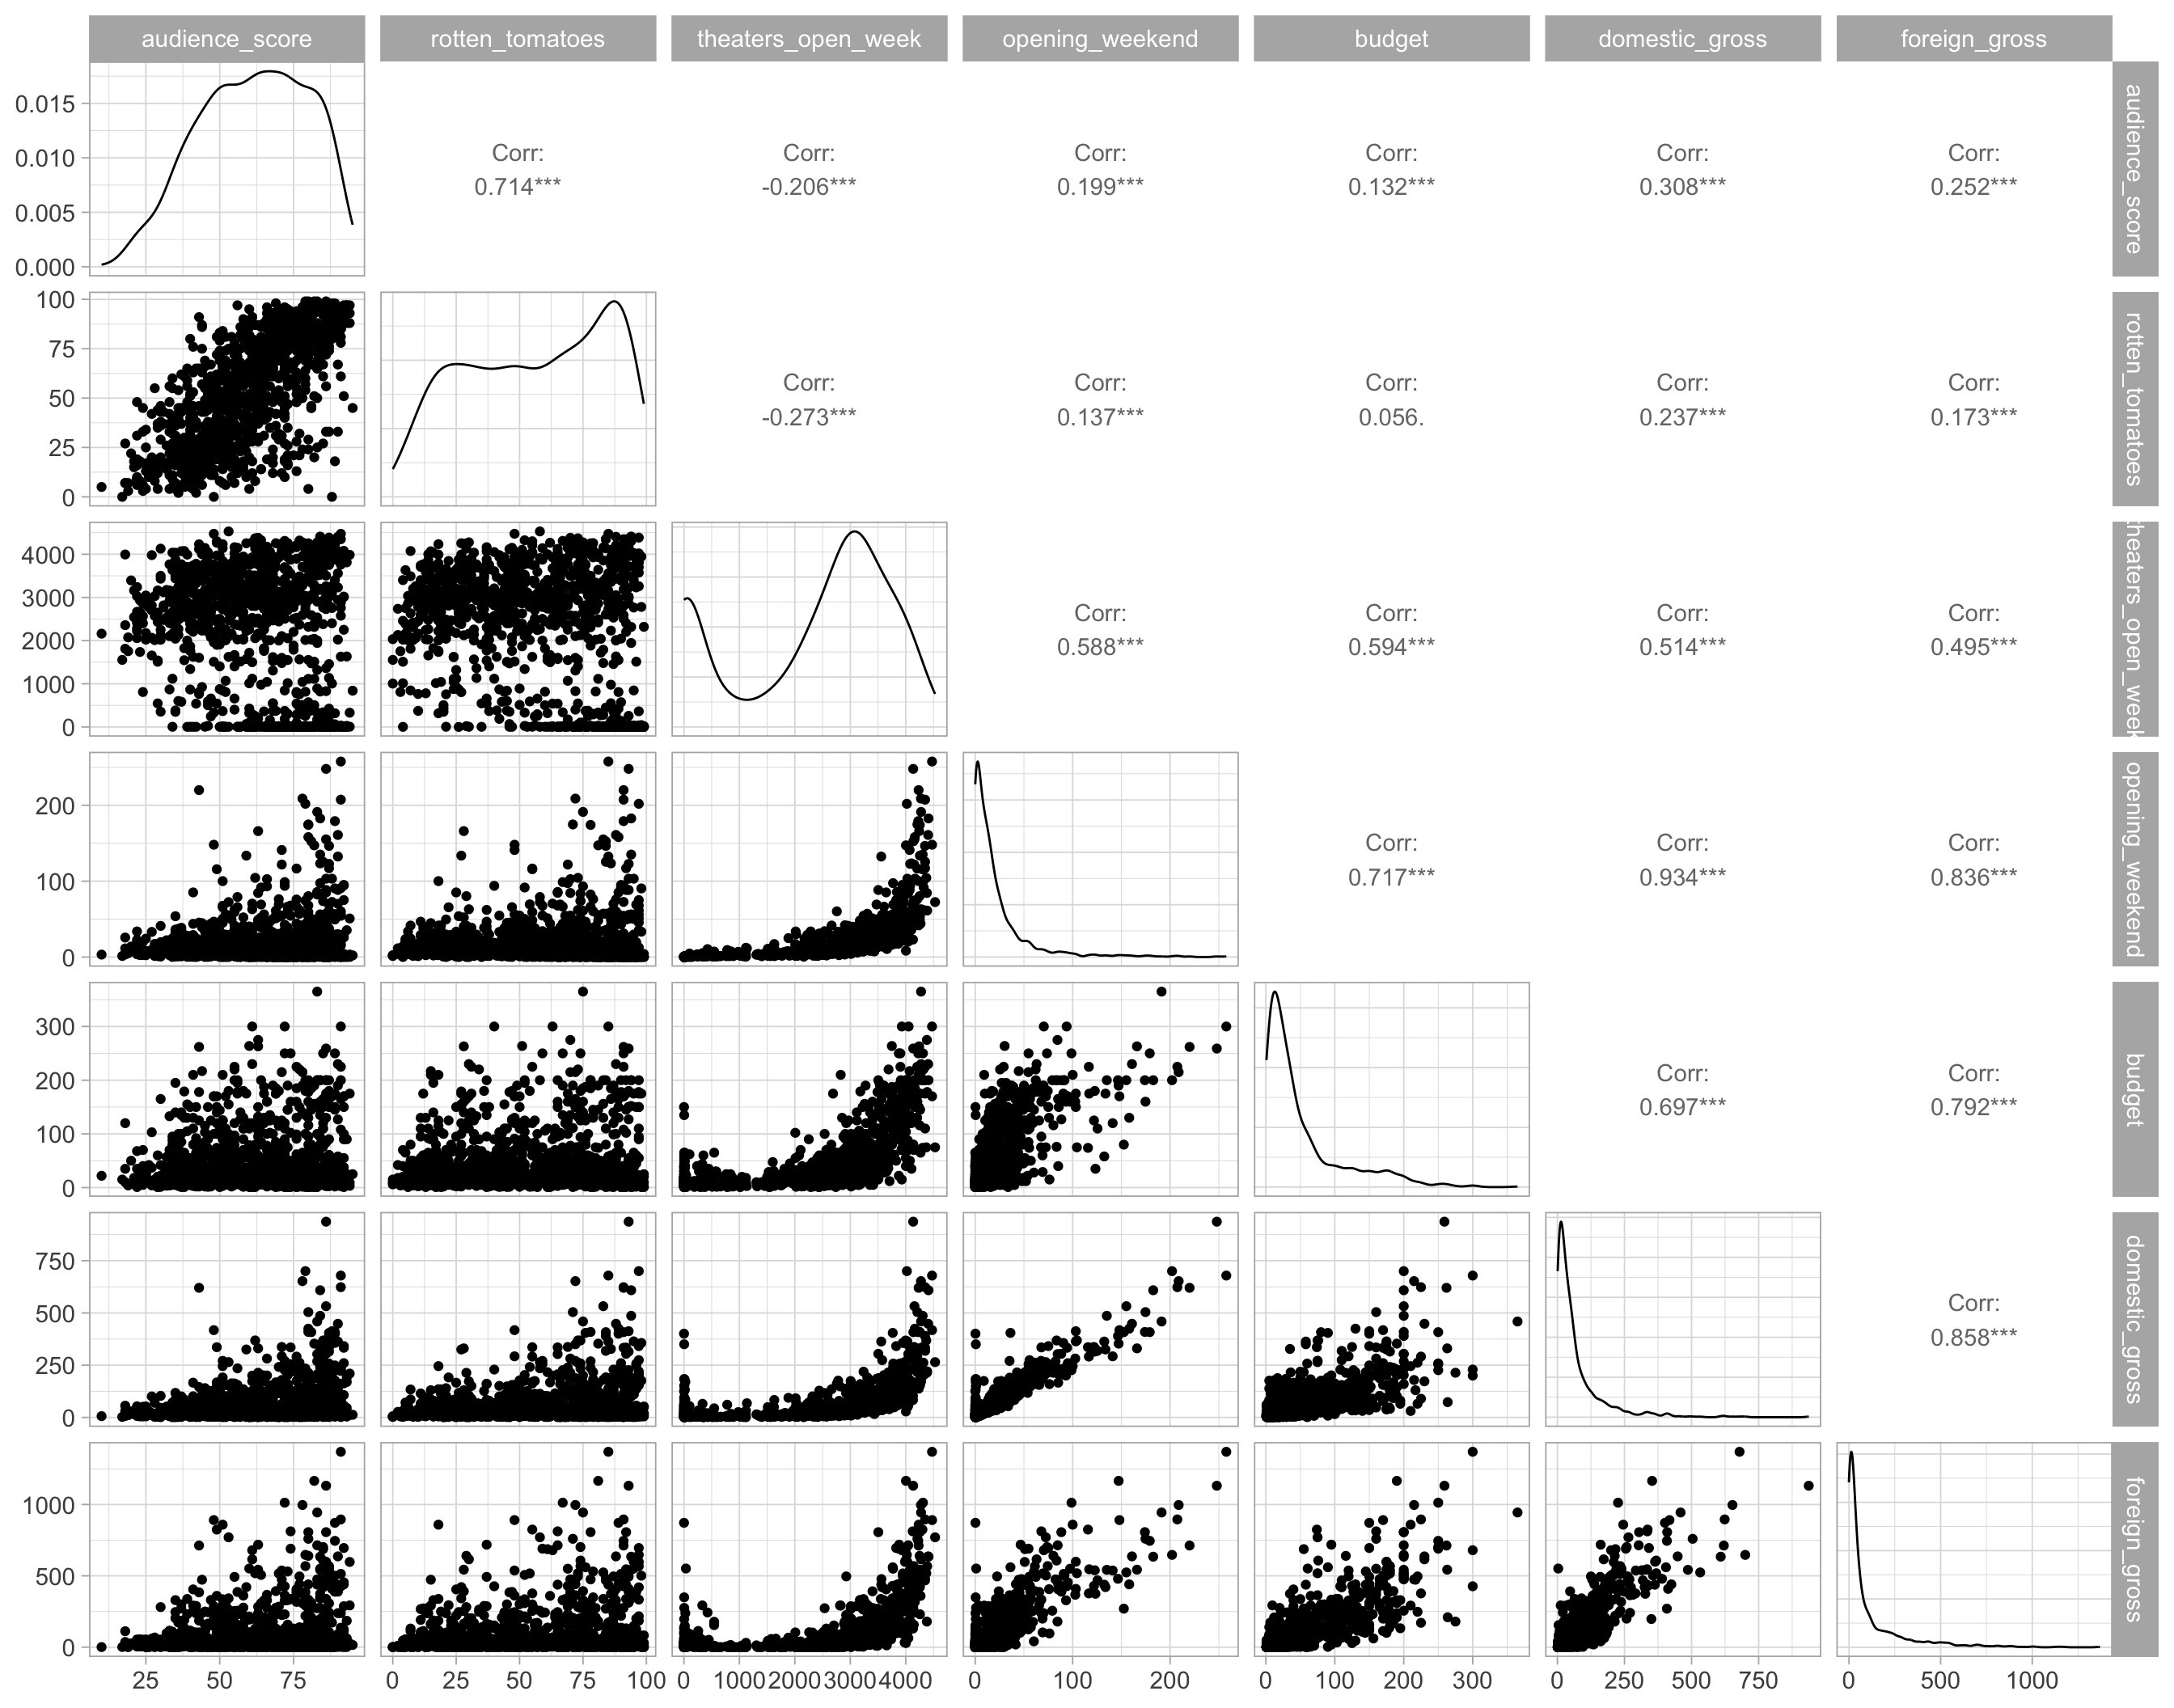 audience_score rotten_tomatoes theaters_open_week opening_weekend budget domestic_gross foreign_gross
0.015
0.010
0.005
0.000
Corr: Corr: Corr: Corr: Corr: Corr:
0.714*** -0.206*** 0.199*** 0.132*** 0.308*** 0.252***
audience_score
100
75
50
25
0
Corr: Corr: Corr: Corr: Corr:
-0.273*** 0.137*** 0.056. 0.237*** 0.173***
rotten_tomatoes
4000
3000
2000
1000
0
Corr: Corr: Corr: Corr:
0.588*** 0.594*** 0.514*** 0.495***
theaters_open_week
200
100
0
Corr: Corr: Corr:
0.717*** 0.934*** 0.836***
opening_weekend
300
200
100
0
Corr: Corr:
0.697*** 0.792***
budget
750
500
250
0
Corr:
0.858***
domestic_gross
1000
500
0
foreign_gross
25 50 75 0 25 50 75 100 0 1000 2000 3000 4000 0 100 200 0 100 200 300 0 250 500 750 0 500 1000